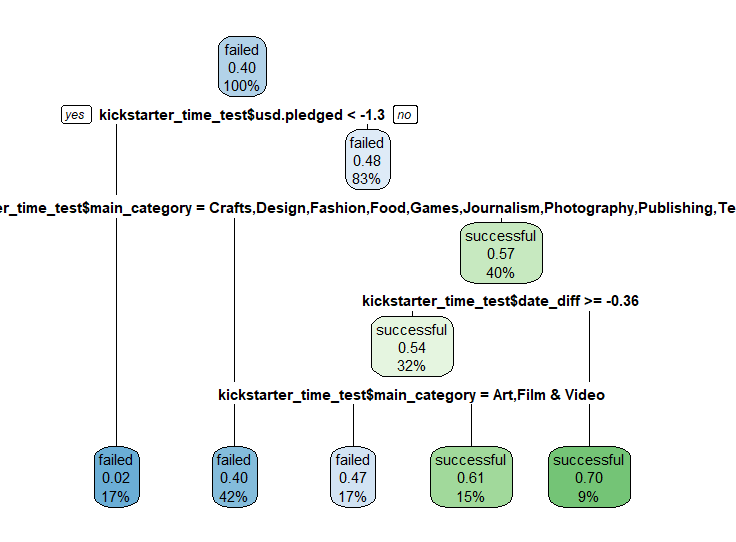 failed
0.40
100%
yes kickstarter_time_test$usd.pledged < -1.3 no
failed
0.48
83%
er_time_test$main_category = Crafts,Design,Fashion,Food,Games,Journalism,Photography,Publishing,Te
successful
0.57
40%
kickstarter_time_test$date_diff >= -0.36
successful
0.54
32%
kickstarter_time_test$main_category = Art,Film & Video
failed
0.02
17%
failed
0.40
42%
failed
0.47
17%
successful
0.61
15%
successful
0.70
9%